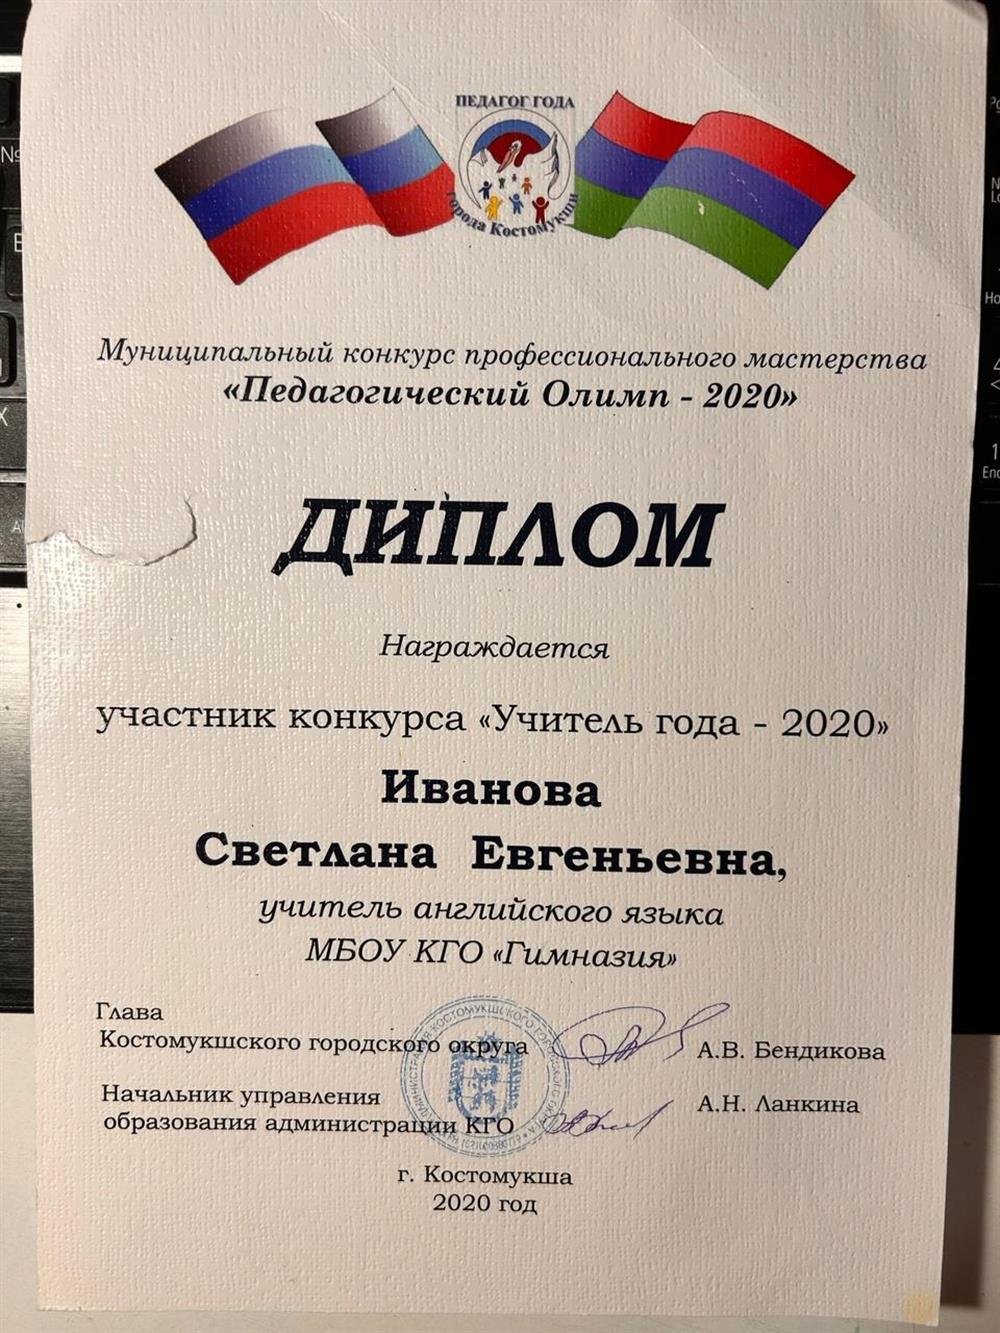 ПЕДАГОГ ГОДА
города Костомукши
Муниципальный конкурс профессионального мастерства
«Педагогический Олимп - 2020»
ДИПЛОМ
Награждается
участник конкурса «Учитель года - 2020»
Иванова
Светлана Евгеньевна,
учитель английского языка
МБОУ КГО «Гимназия»
Глава
Костомукшского городского округа
А.В. Бендикова
Начальник управления
образования администрации КГО
А.Н. Ланкина
г. Костомукша
2020 год